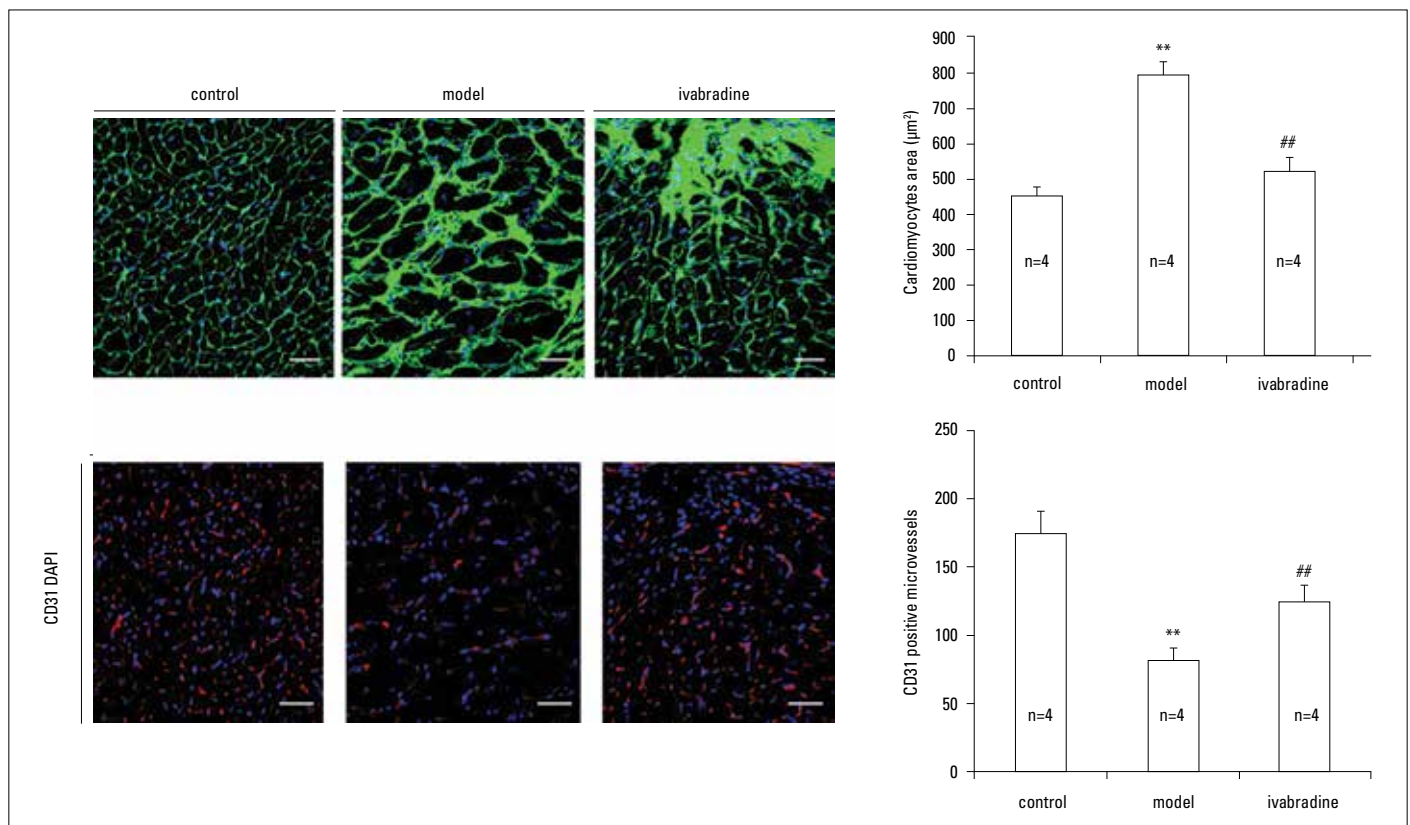 control model ivabradine
CD31 DAPI
Cardiomyocytes area (µm²)
900
800
700
600
500
400
300
200
100
0
**
##
n=4 n=4 n=4
control model ivabradine
CD31 positive microvessels
250
200
150
100
50
0
**
##
n=4 n=4 n=4
control model ivabradine